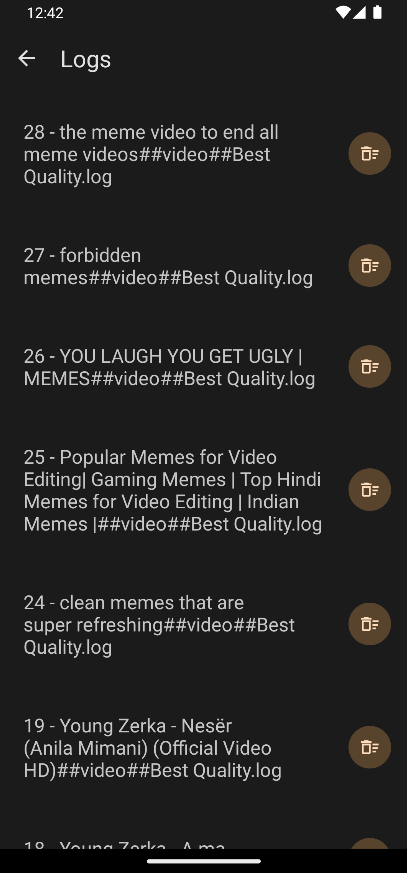 12:42
Logs
28 - the meme video to end all
meme videos##video##Best
Quality.log
27 - forbidden
memes##video##Best Quality.log
26 - YOU LAUGH YOU GET UGLY |
MEMES##video##Best Quality.log
25 - Popular Memes for Video
Editing| Gaming Memes | Top Hindi
Memes for Video Editing | Indian
Memes |##video##Best Quality.log
24 - clean memes that are
super refreshing##video##Best
Quality.log
19 - Young Zerka - Nesër
(Anila Mimani) (Official Video
HD)##video##Best Quality.log
18 - Young Zerka - A ma